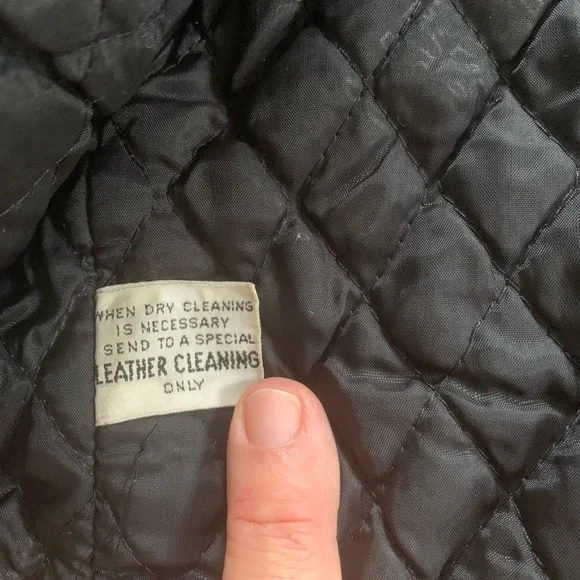 WHEN DRY CLEANING
IS NECESSARY
SEND TO A SPECIAL
LEATHER CLEANING
ONLY